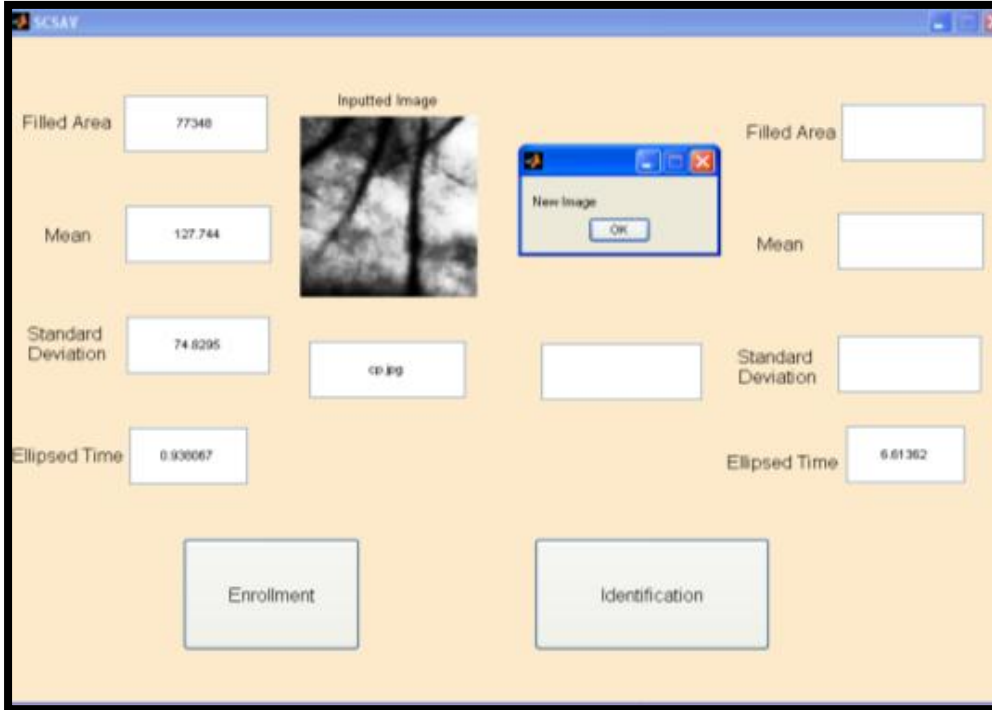 SCSAV
Filled Area
77348
Inputted Image
Mean
127.744
Standard
Deviation
74.8295
cp.jpg
Ellipsed Time
0.936067
Enrollment
New Image
OK
Filled Area
Mean
Standard
Deviation
Ellipsed Time
6.61362
Identification